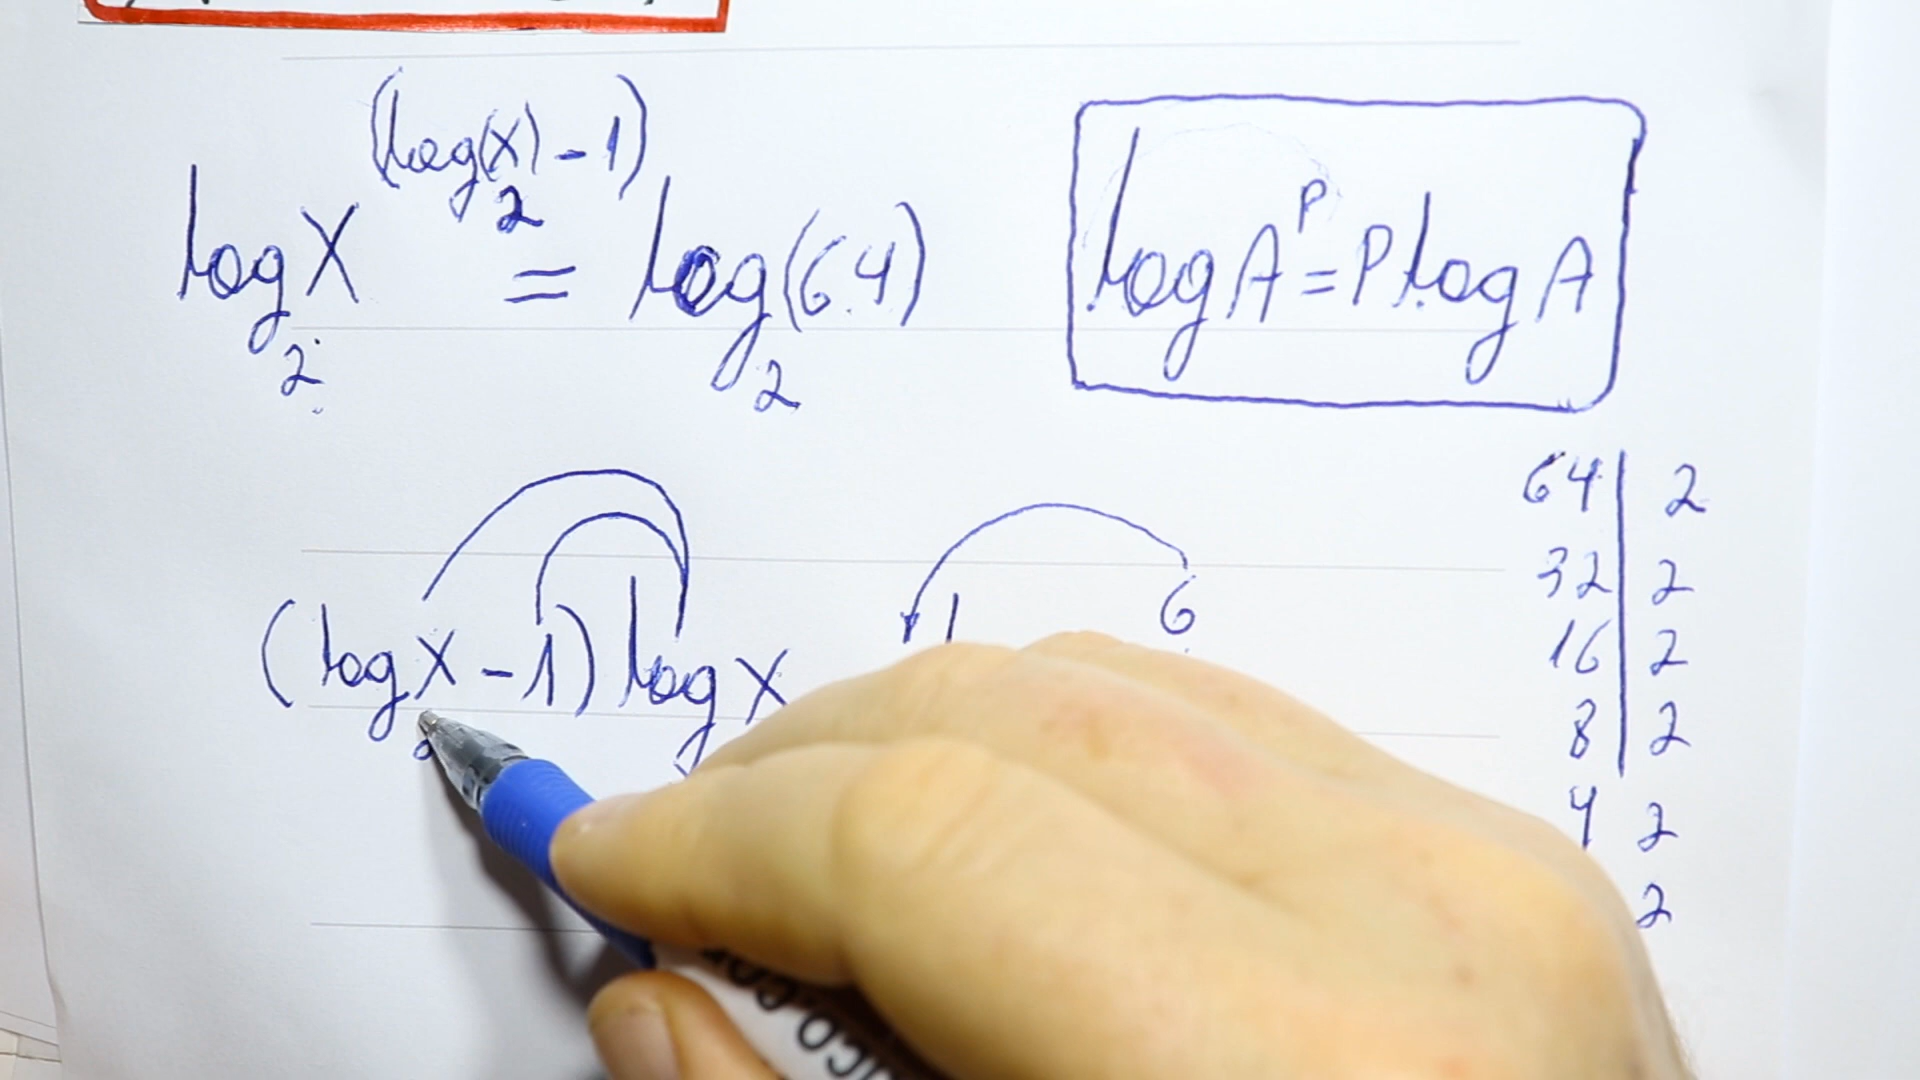 log₂ X^(log₂(X) - 1) = log₂(64)
log A^P = P log A
(log x - 1) log x 6
64 | 2
32 | 2
16 | 2
8 | 2
4 2
2